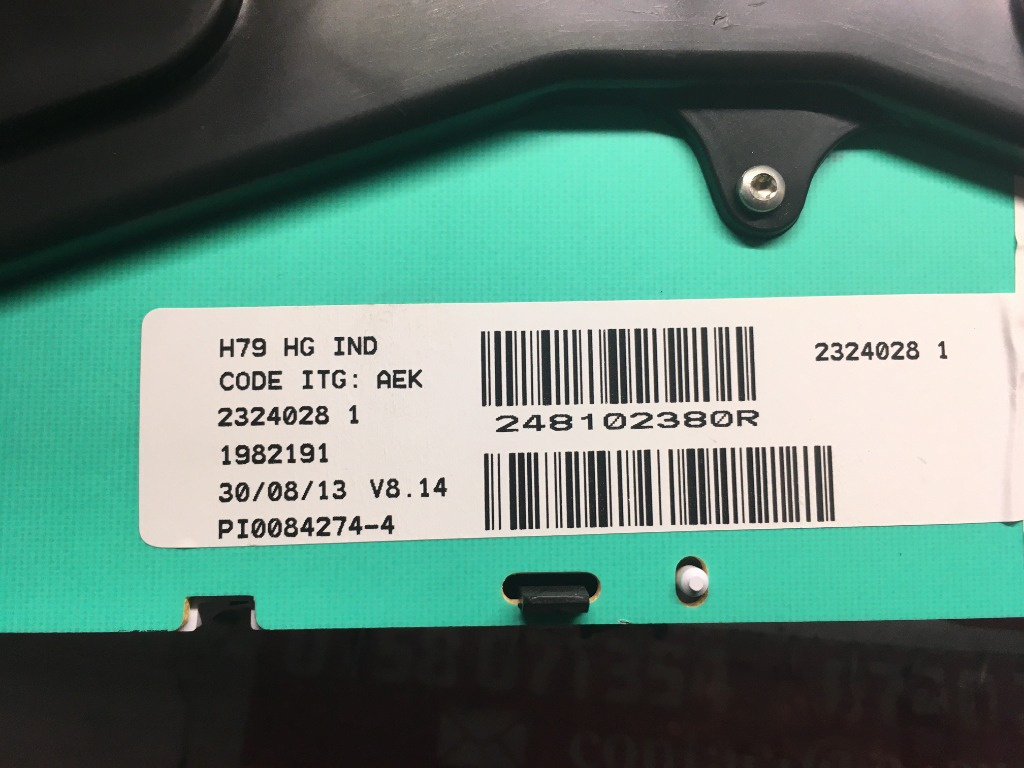 H79 HG IND
CODE ITG: AEK
2324028 1
1982191
30/08/13 V8.14
PI0084274-4
248102380R
2324028 1